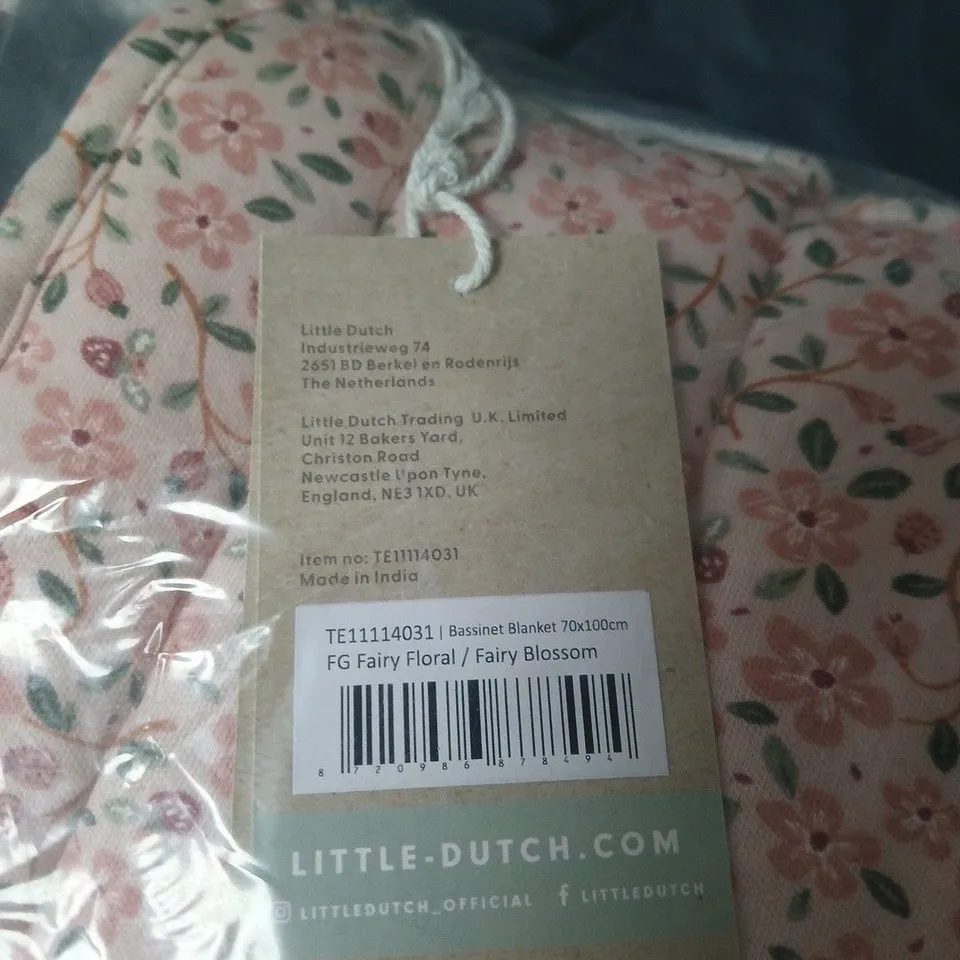 Little Dutch
Industrieweg 74
2651 BD Berkel en Rodenrijs
The Netherlands
Little Dutch Trading U.K. Limited
Unit 12 Bakers Yard,
Christon Road
Newcastle Upon Tyne,
England, NE3 1XD. UK
Item no: TE11114031
Made in India
TE11114031 | Bassinet Blanket 70x100cm
FG Fairy Floral / Fairy Blossom
8 720986 878494
LITTLE-DUTCH.COM
LITTLEDUTCH_OFFICIAL f LITTLEDUTCH